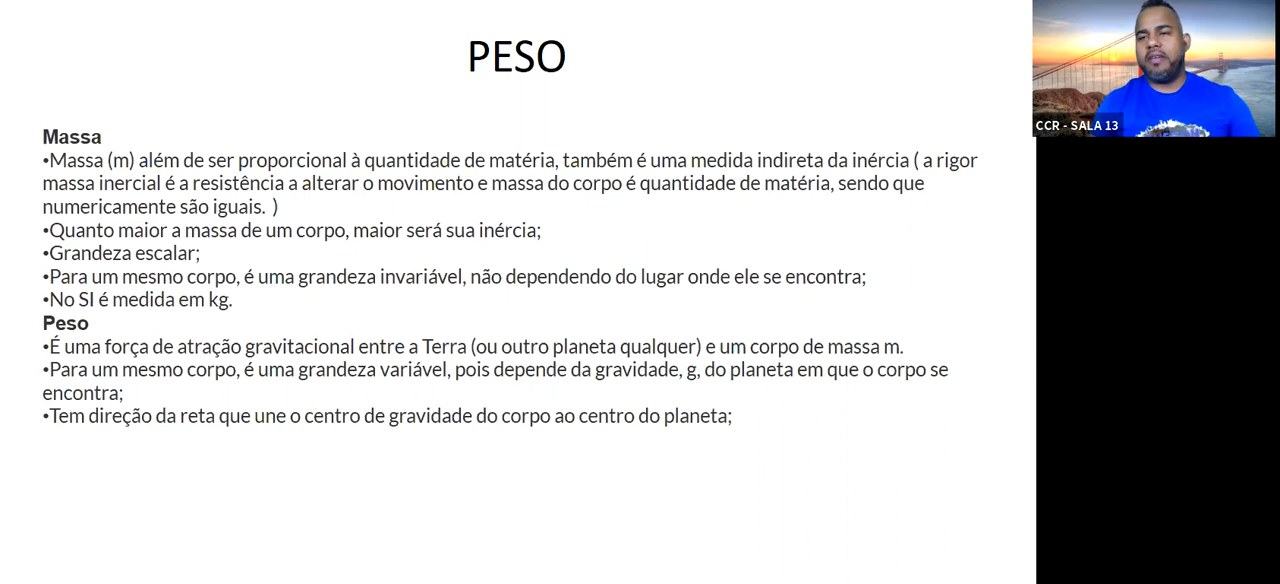 PESO
Massa
•Massa (m) além de ser proporcional à quantidade de matéria, também é uma medida indireta da inércia ( a rigor
massa inercial é a resistência a alterar o movimento e massa do corpo é quantidade de matéria, sendo que
numericamente são iguais. )
•Quanto maior a massa de um corpo, maior será sua inércia;
•Grandeza escalar;
•Para um mesmo corpo, é uma grandeza invariável, não dependendo do lugar onde ele se encontra;
•No SI é medida em kg.
Peso
•É uma força de atração gravitacional entre a Terra (ou outro planeta qualquer) e um corpo de massa m.
•Para um mesmo corpo, é uma grandeza variável, pois depende da gravidade, g, do planeta em que o corpo se
encontra;
•Tem direção da reta que une o centro de gravidade do corpo ao centro do planeta;
CCR - SALA 13